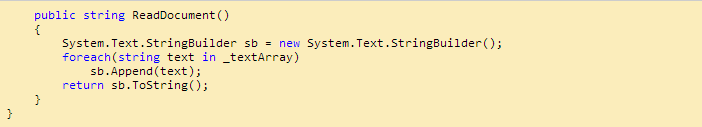 public string ReadDocument()
    {
        System.Text.StringBuilder sb = new System.Text.StringBuilder();
        foreach(string text in _textArray)
            sb.Append(text);
        return sb.ToString();
    }
}